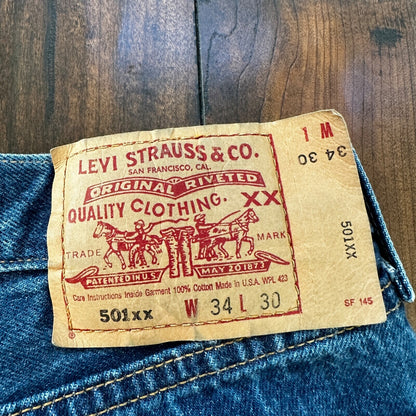 LEVI STRAUSS & CO.
SAN FRANCISCO, CAL.
ORIGINAL RIVETED
QUALITY CLOTHING. XX
TRADE MARK
PATENTED IN U.S. MAY 20 1873
Care Instructions Inside Garment 100% Cotton Made in U.S.A. WPL 423
501xx W 34 L 30
®
1 M
34 30
501XX
SF 145